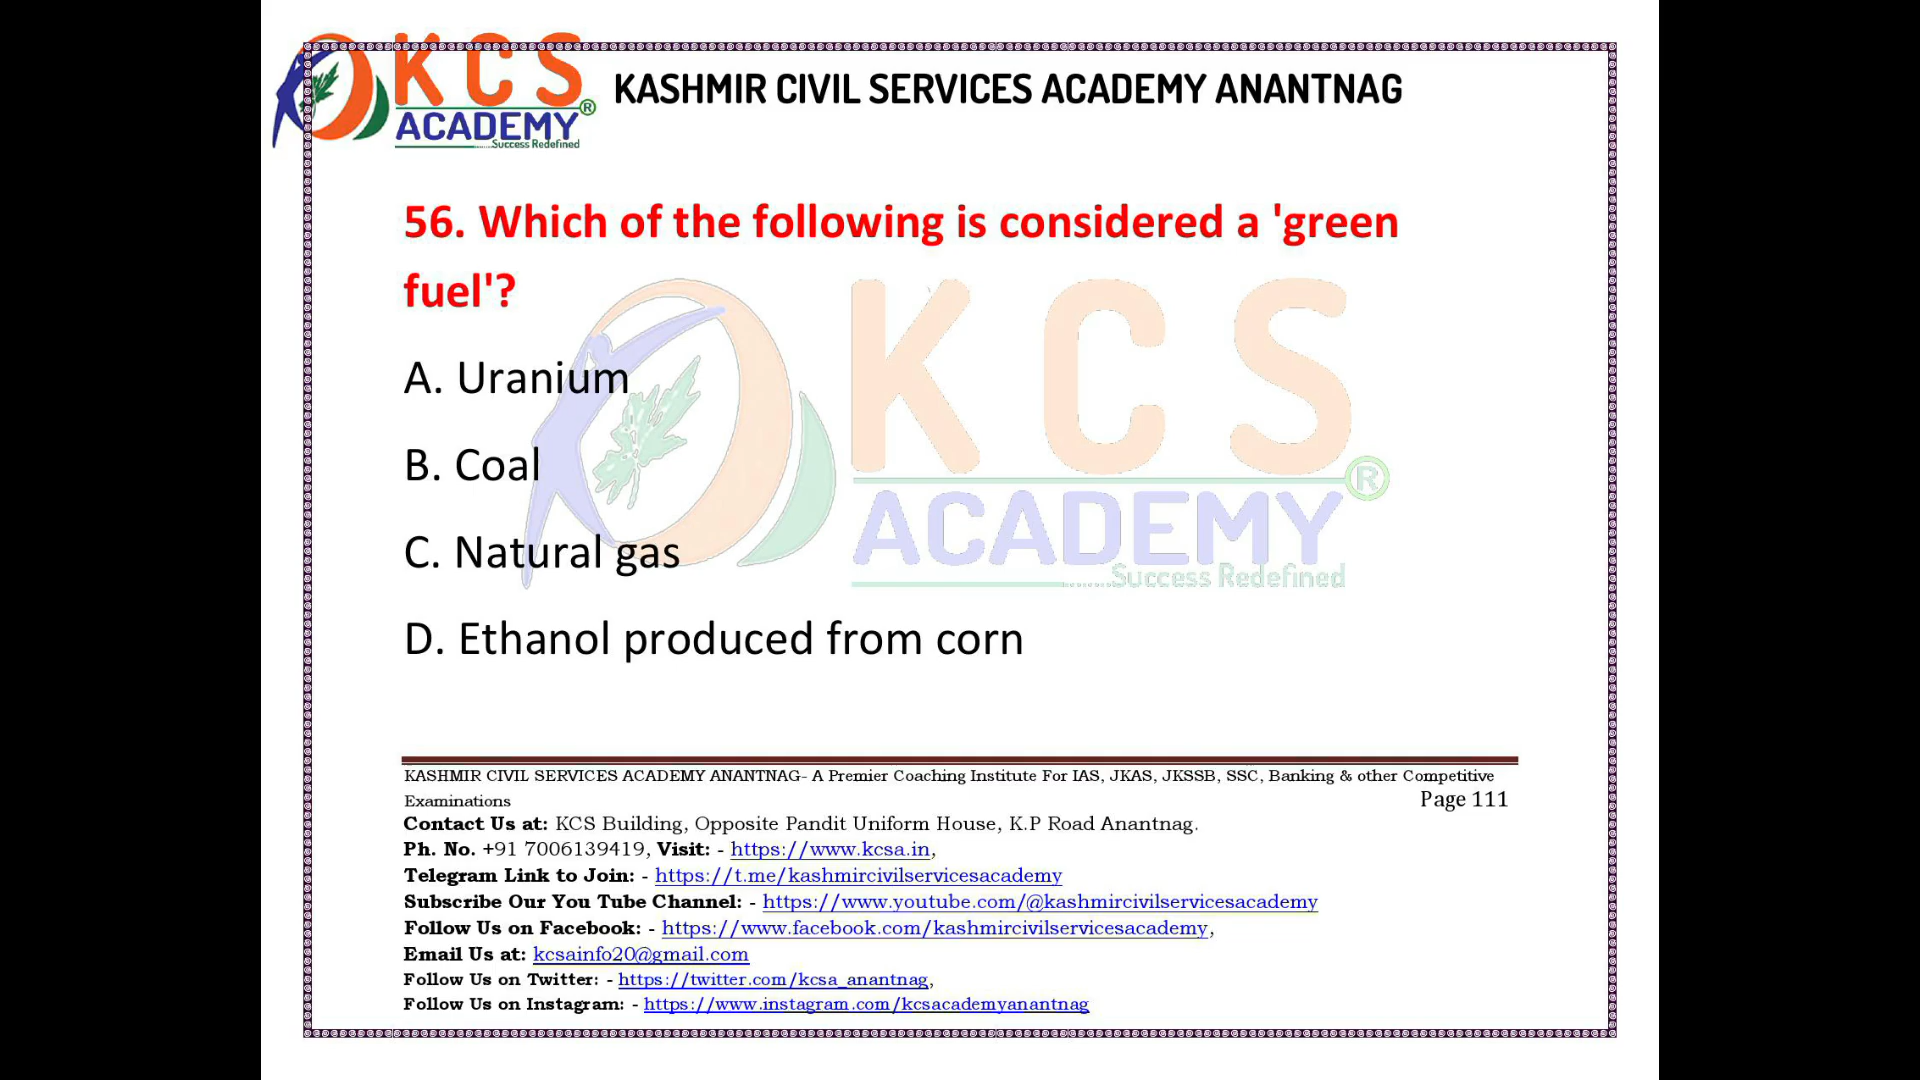 KCS
ACADEMY®
......Success Redefined
KASHMIR CIVIL SERVICES ACADEMY ANANTNAG
56. Which of the following is considered a 'green
fuel'?
A. Uranium
B. Coal
C. Natural gas
D. Ethanol produced from corn
KCS
ACADEMY®
........Success Redefined
KASHMIR CIVIL SERVICES ACADEMY ANANTNAG- A Premier Coaching Institute For IAS, JKAS, JKSSB, SSC, Banking & other Competitive
Examinations Page 111
Contact Us at: KCS Building, Opposite Pandit Uniform House, K.P Road Anantnag.
Ph. No. +91 7006139419, Visit: - https://www.kcsa.in,
Telegram Link to Join: - https://t.me/kashmircivilservicesacademy
Subscribe Our You Tube Channel: - https://www.youtube.com/@kashmircivilservicesacademy
Follow Us on Facebook: - https://www.facebook.com/kashmircivilservicesacademy,
Email Us at: kcsainfo20@gmail.com
Follow Us on Twitter: - https://twitter.com/kcsa_anantnag,
Follow Us on Instagram: - https://www.instagram.com/kcsacademyanantnag